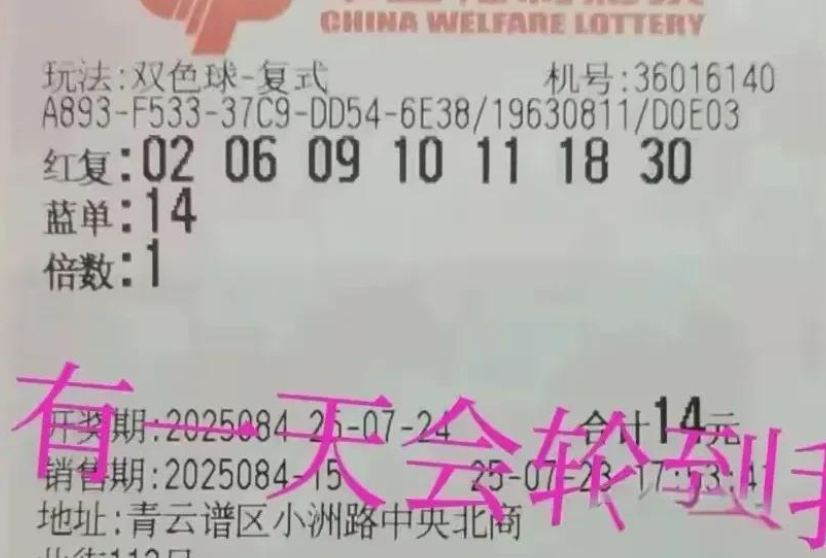 CHINA WELFARE LOTTERY
玩法:双色球-复式 机号:36016140
A893-F533-37C9-DD54-6E38/19630811/D0E03
红复:02 06 09 10 11 18 30
蓝单:14
倍数:1
有一天会轮到我
开奖期:2025084 25-07-24 合计14元
销售期:2025084-15 25-07-23 17:53:41
地址:青云谱区小洲路中央北商